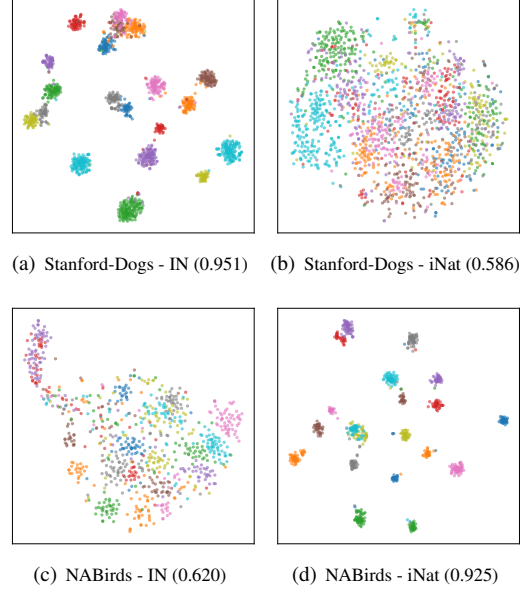 (a) Stanford-Dogs - IN (0.951)
(b) Stanford-Dogs - iNat (0.586)
(c) NABirds - IN (0.620)
(d) NABirds - iNat (0.925)